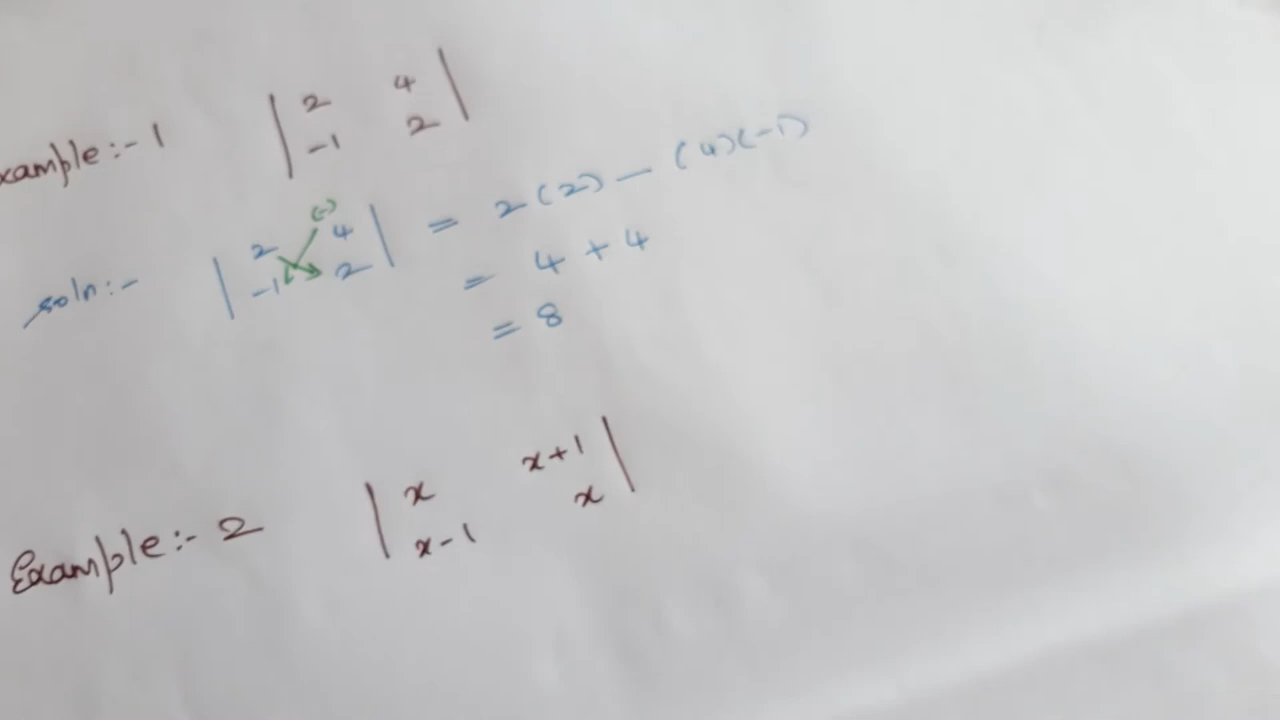 xample:- 1 | 2 4 |
| -1 2 |
soln:- | 2 (-) 4 | = 2(2) - (4)(-1)
| -1 2 | = 4 + 4
= 8
Example:- 2 | x x+1 |
| x-1 x |